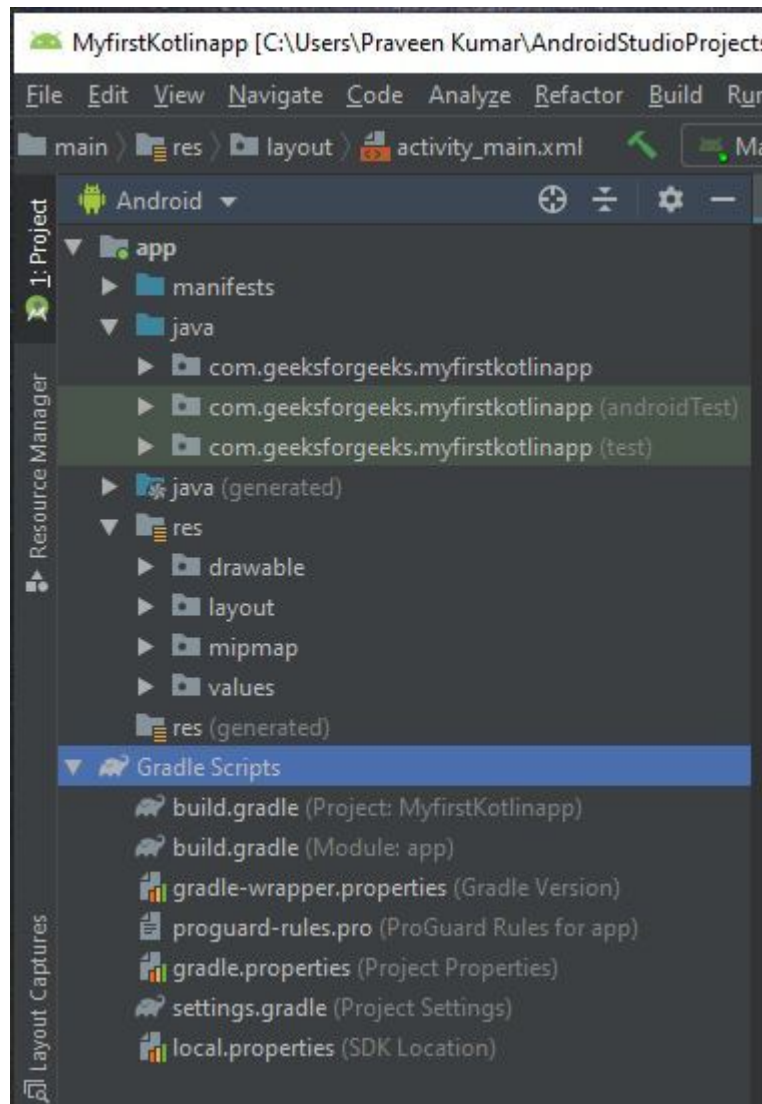 MyfirstKotlinapp [C:\Users\Praveen Kumar\AndroidStudioProjects
File Edit View Navigate Code Analyze Refactor Build Run
main res layout activity_main.xml Ma
Android
1: Project
app
manifests
java
com.geeksforgeeks.myfirstkotlinapp
com.geeksforgeeks.myfirstkotlinapp (androidTest)
com.geeksforgeeks.myfirstkotlinapp (test)
Resource Manager
java (generated)
res
drawable
layout
mipmap
values
res (generated)
Gradle Scripts
build.gradle (Project: MyfirstKotlinapp)
build.gradle (Module: app)
gradle-wrapper.properties (Gradle Version)
proguard-rules.pro (ProGuard Rules for app)
gradle.properties (Project Properties)
settings.gradle (Project Settings)
local.properties (SDK Location)
Layout Captures